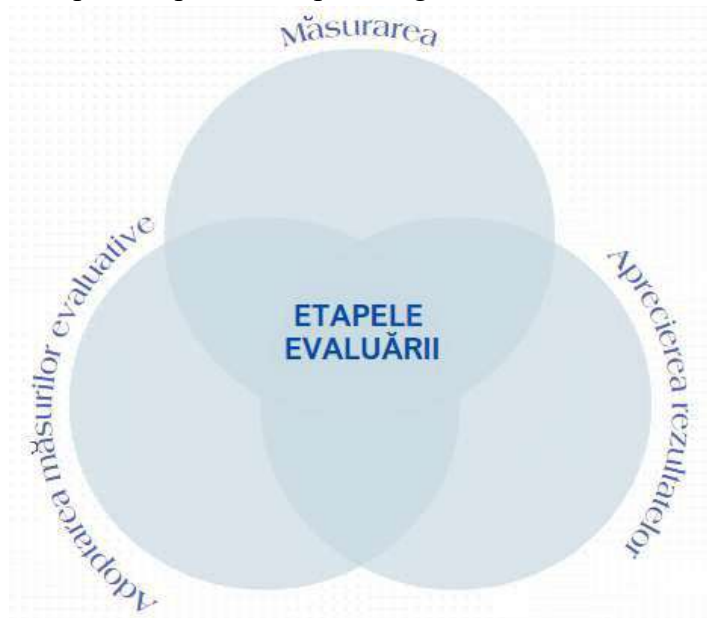 Măsurarea
Adoptarea măsurilor evaluative
Aprecierea rezultatelor
ETAPELE
EVALUĂRII